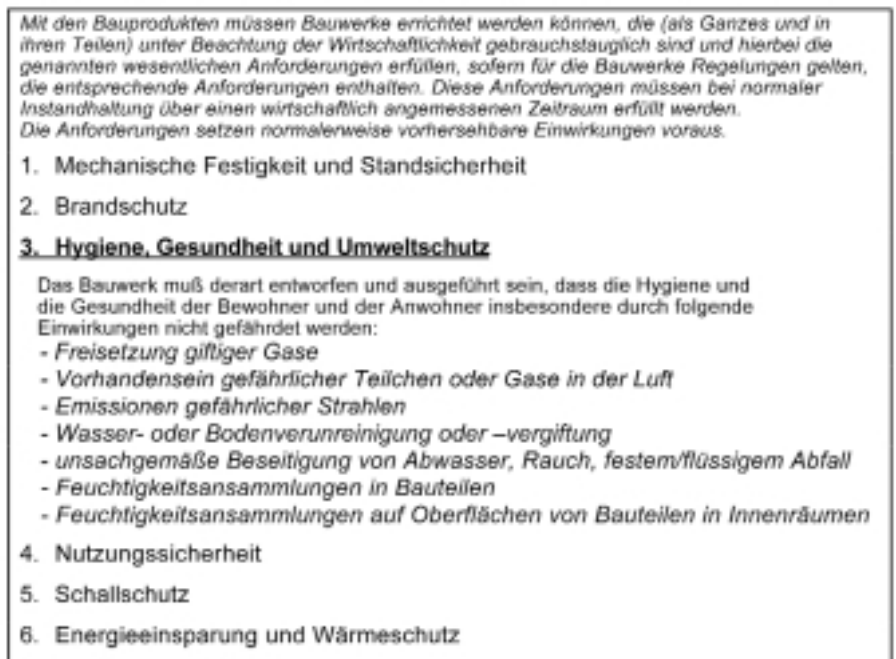 Mit den Bauprodukten müssen Bauwerke errichtet werden können, die (als Ganzes und in
ihren Teilen) unter Beachtung der Wirtschaftlichkeit gebrauchstauglich sind und hierbei die
genannten wesentlichen Anforderungen erfüllen, sofern für die Bauwerke Regelungen gelten,
die entsprechende Anforderungen enthalten. Diese Anforderungen müssen bei normaler
Instandhaltung über einen wirtschaftlich angemessenen Zeitraum erfüllt werden.
Die Anforderungen setzen normalerweise vorhersehbare Einwirkungen voraus.
1. Mechanische Festigkeit und Standsicherheit
2. Brandschutz
3. Hygiene, Gesundheit und Umweltschutz
Das Bauwerk muß derart entworfen und ausgeführt sein, dass die Hygiene und
die Gesundheit der Bewohner und der Anwohner insbesondere durch folgende
Einwirkungen nicht gefährdet werden:
- Freisetzung giftiger Gase
- Vorhandensein gefährlicher Teilchen oder Gase in der Luft
- Emissionen gefährlicher Strahlen
- Wasser- oder Bodenverunreinigung oder –vergiftung
- unsachgemäße Beseitigung von Abwasser, Rauch, festem/flüssigem Abfall
- Feuchtigkeitsansammlungen in Bauteilen
- Feuchtigkeitsansammlungen auf Oberflächen von Bauteilen in Innenräumen
4. Nutzungssicherheit
5. Schallschutz
6. Energieeinsparung und Wärmeschutz